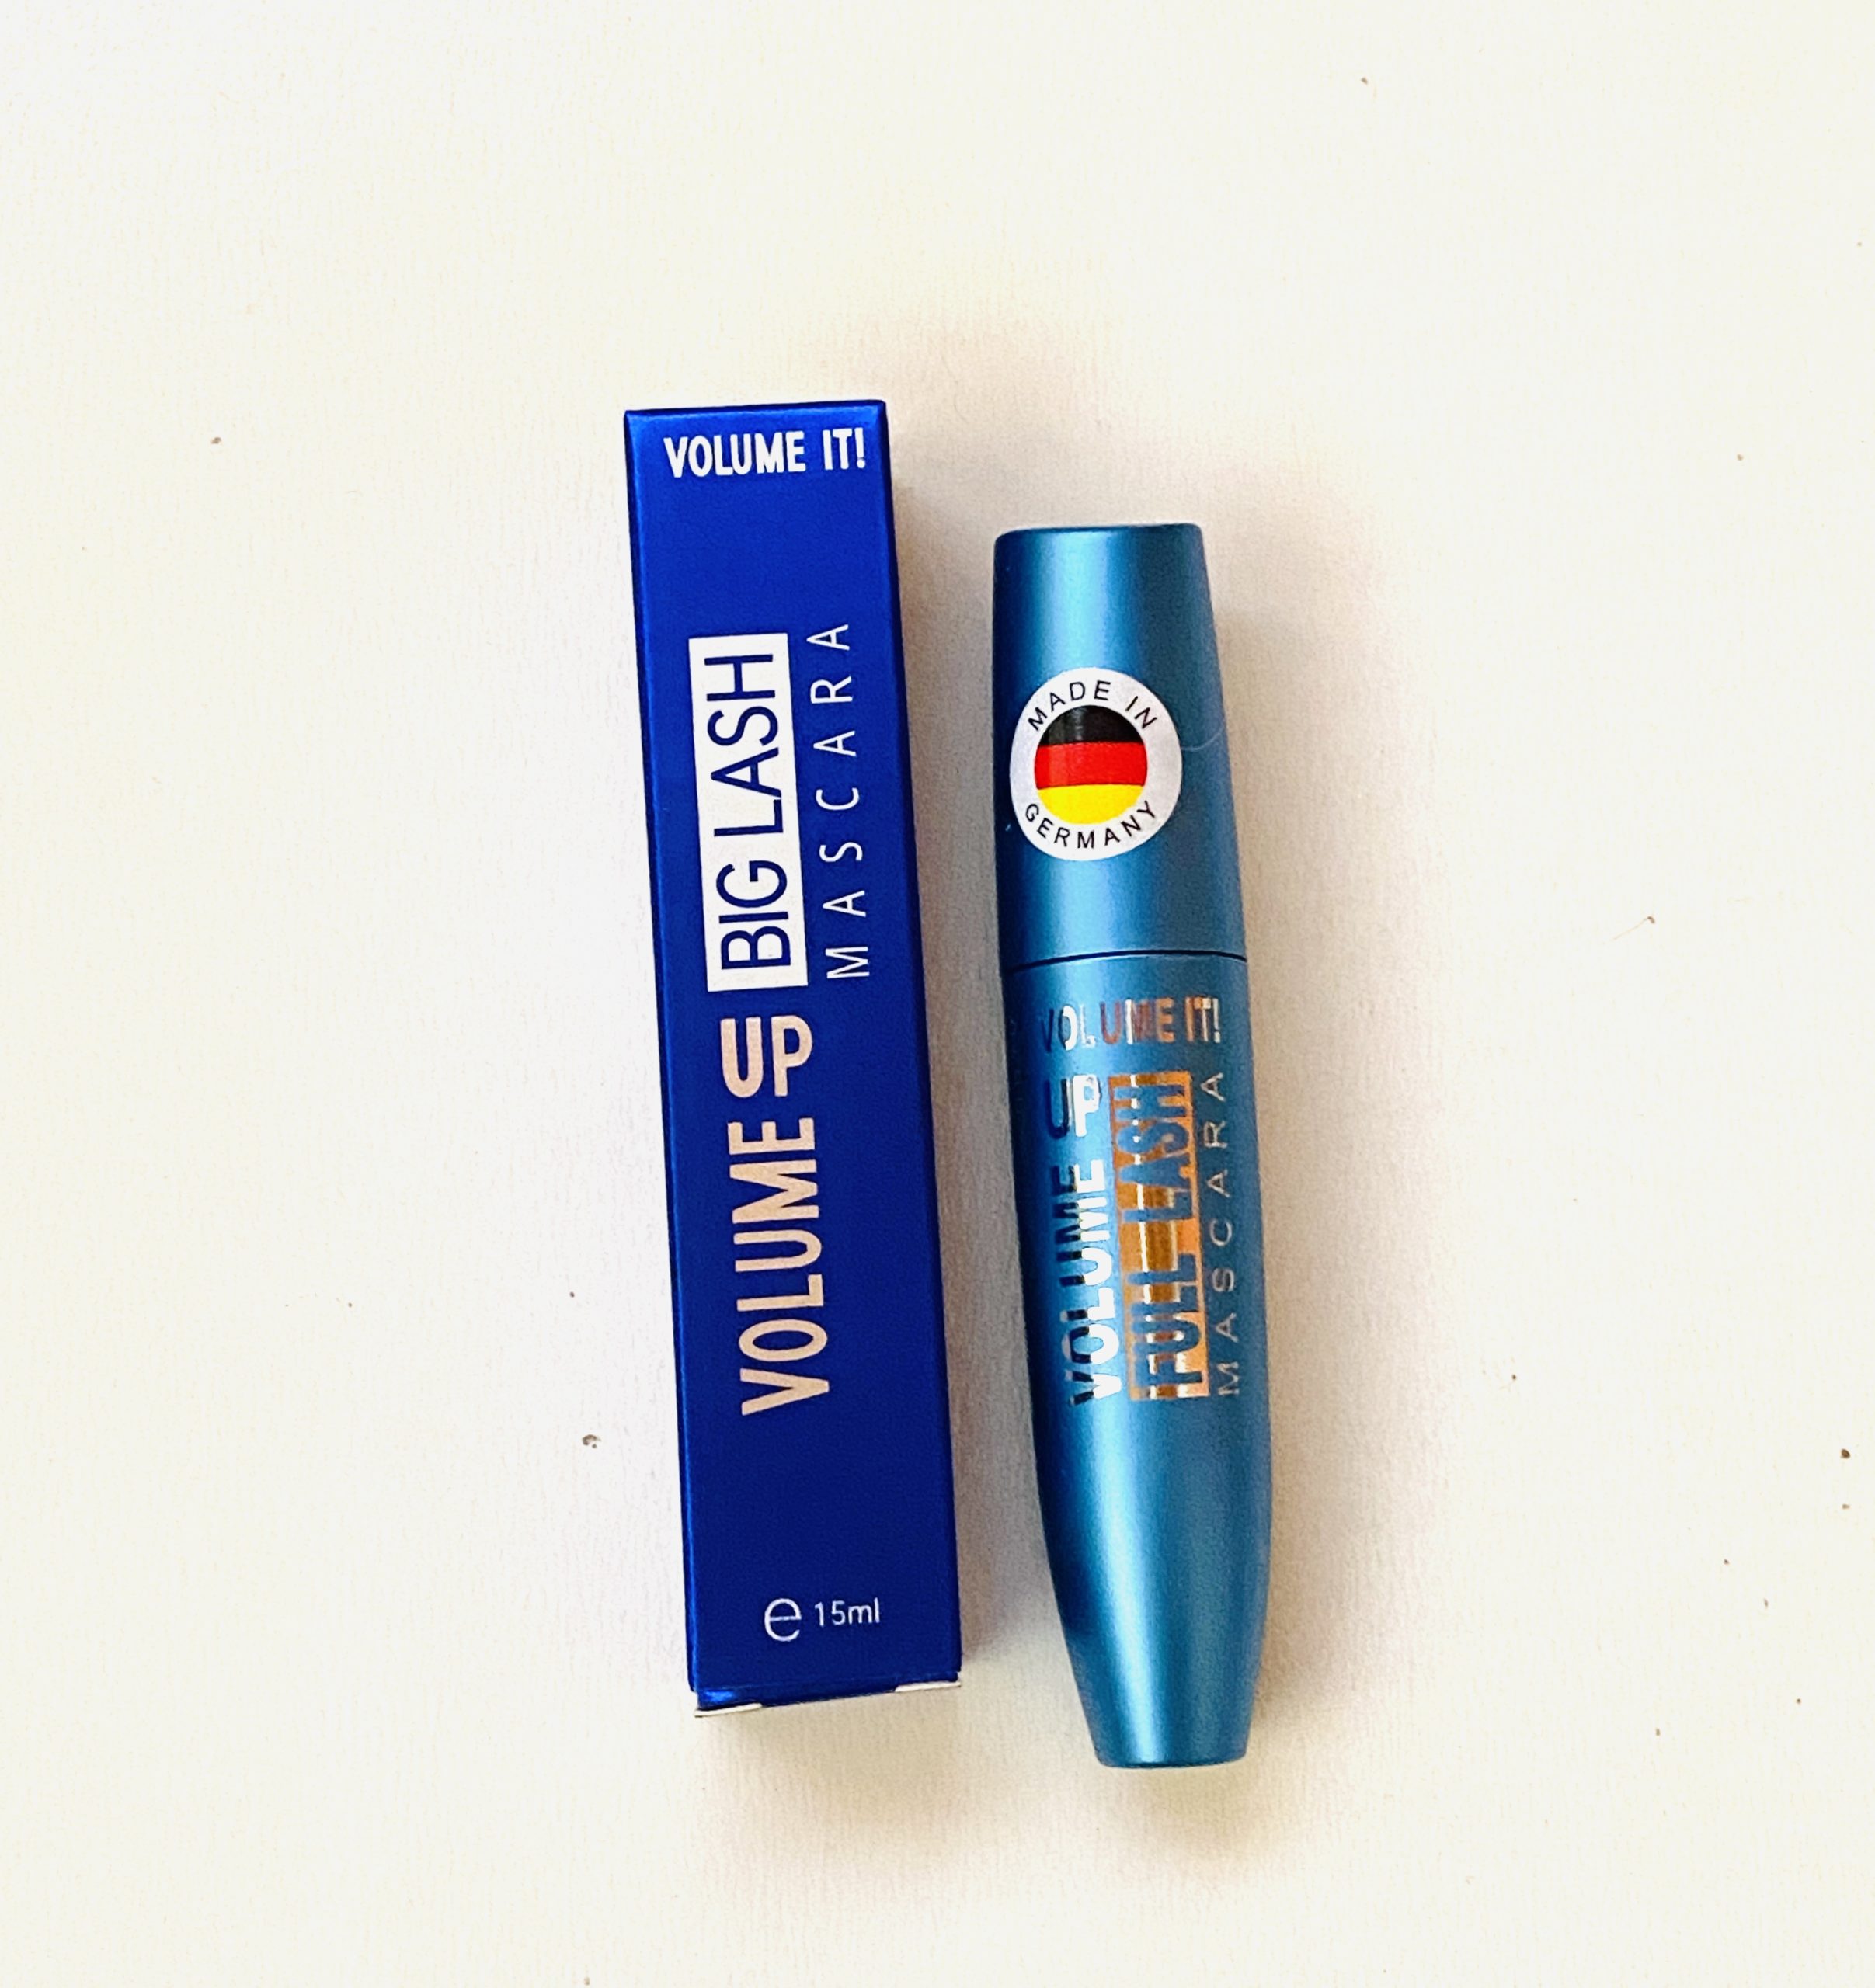 VOLUME IT!
VOLUME UP BIG LASH
MASCARA
e 15ml
MADE IN
GERMANY
VOLUME IT!
VOLUME UP
FULL LASH
MASCARA